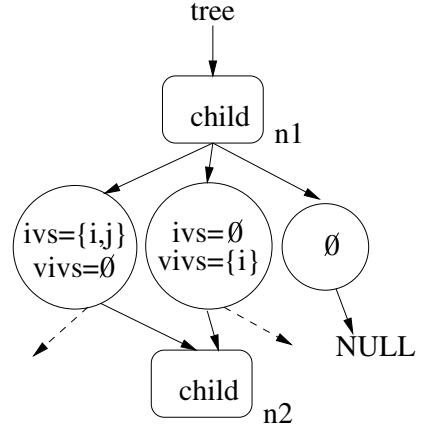 tree
child
n1
ivs={i,j}
vivs=Ø
ivs=Ø
vivs={i}
Ø
NULL
child
n2